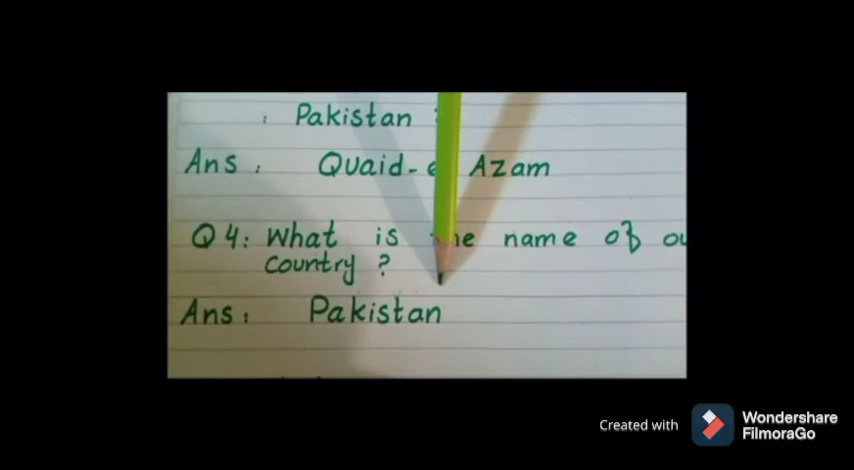 : Pakistan
Ans : Quaid- Azam
Q4: What is name of
country ?
Ans : Pakistan
Created with Wondershare
FilmoraGo